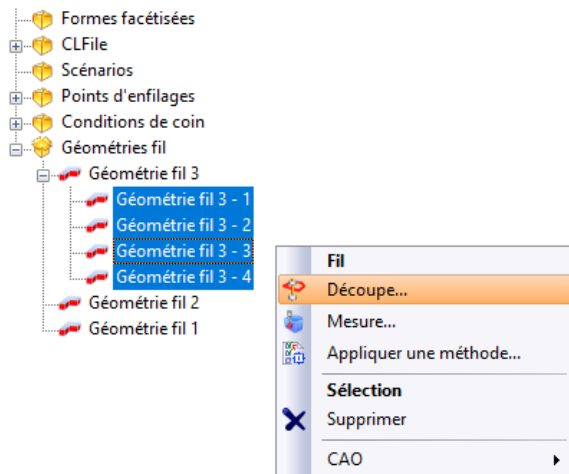 Formes facétisées
CLFile
Scénarios
Points d'enfilages
Conditions de coin
Géométries fil
Géométrie fil 3
Géométrie fil 3 - 1
Géométrie fil 3 - 2
Géométrie fil 3 - 3
Géométrie fil 3 - 4
Géométrie fil 2
Géométrie fil 1
Fil
Découpe...
Mesure...
Appliquer une méthode...
Sélection
Supprimer
CAO